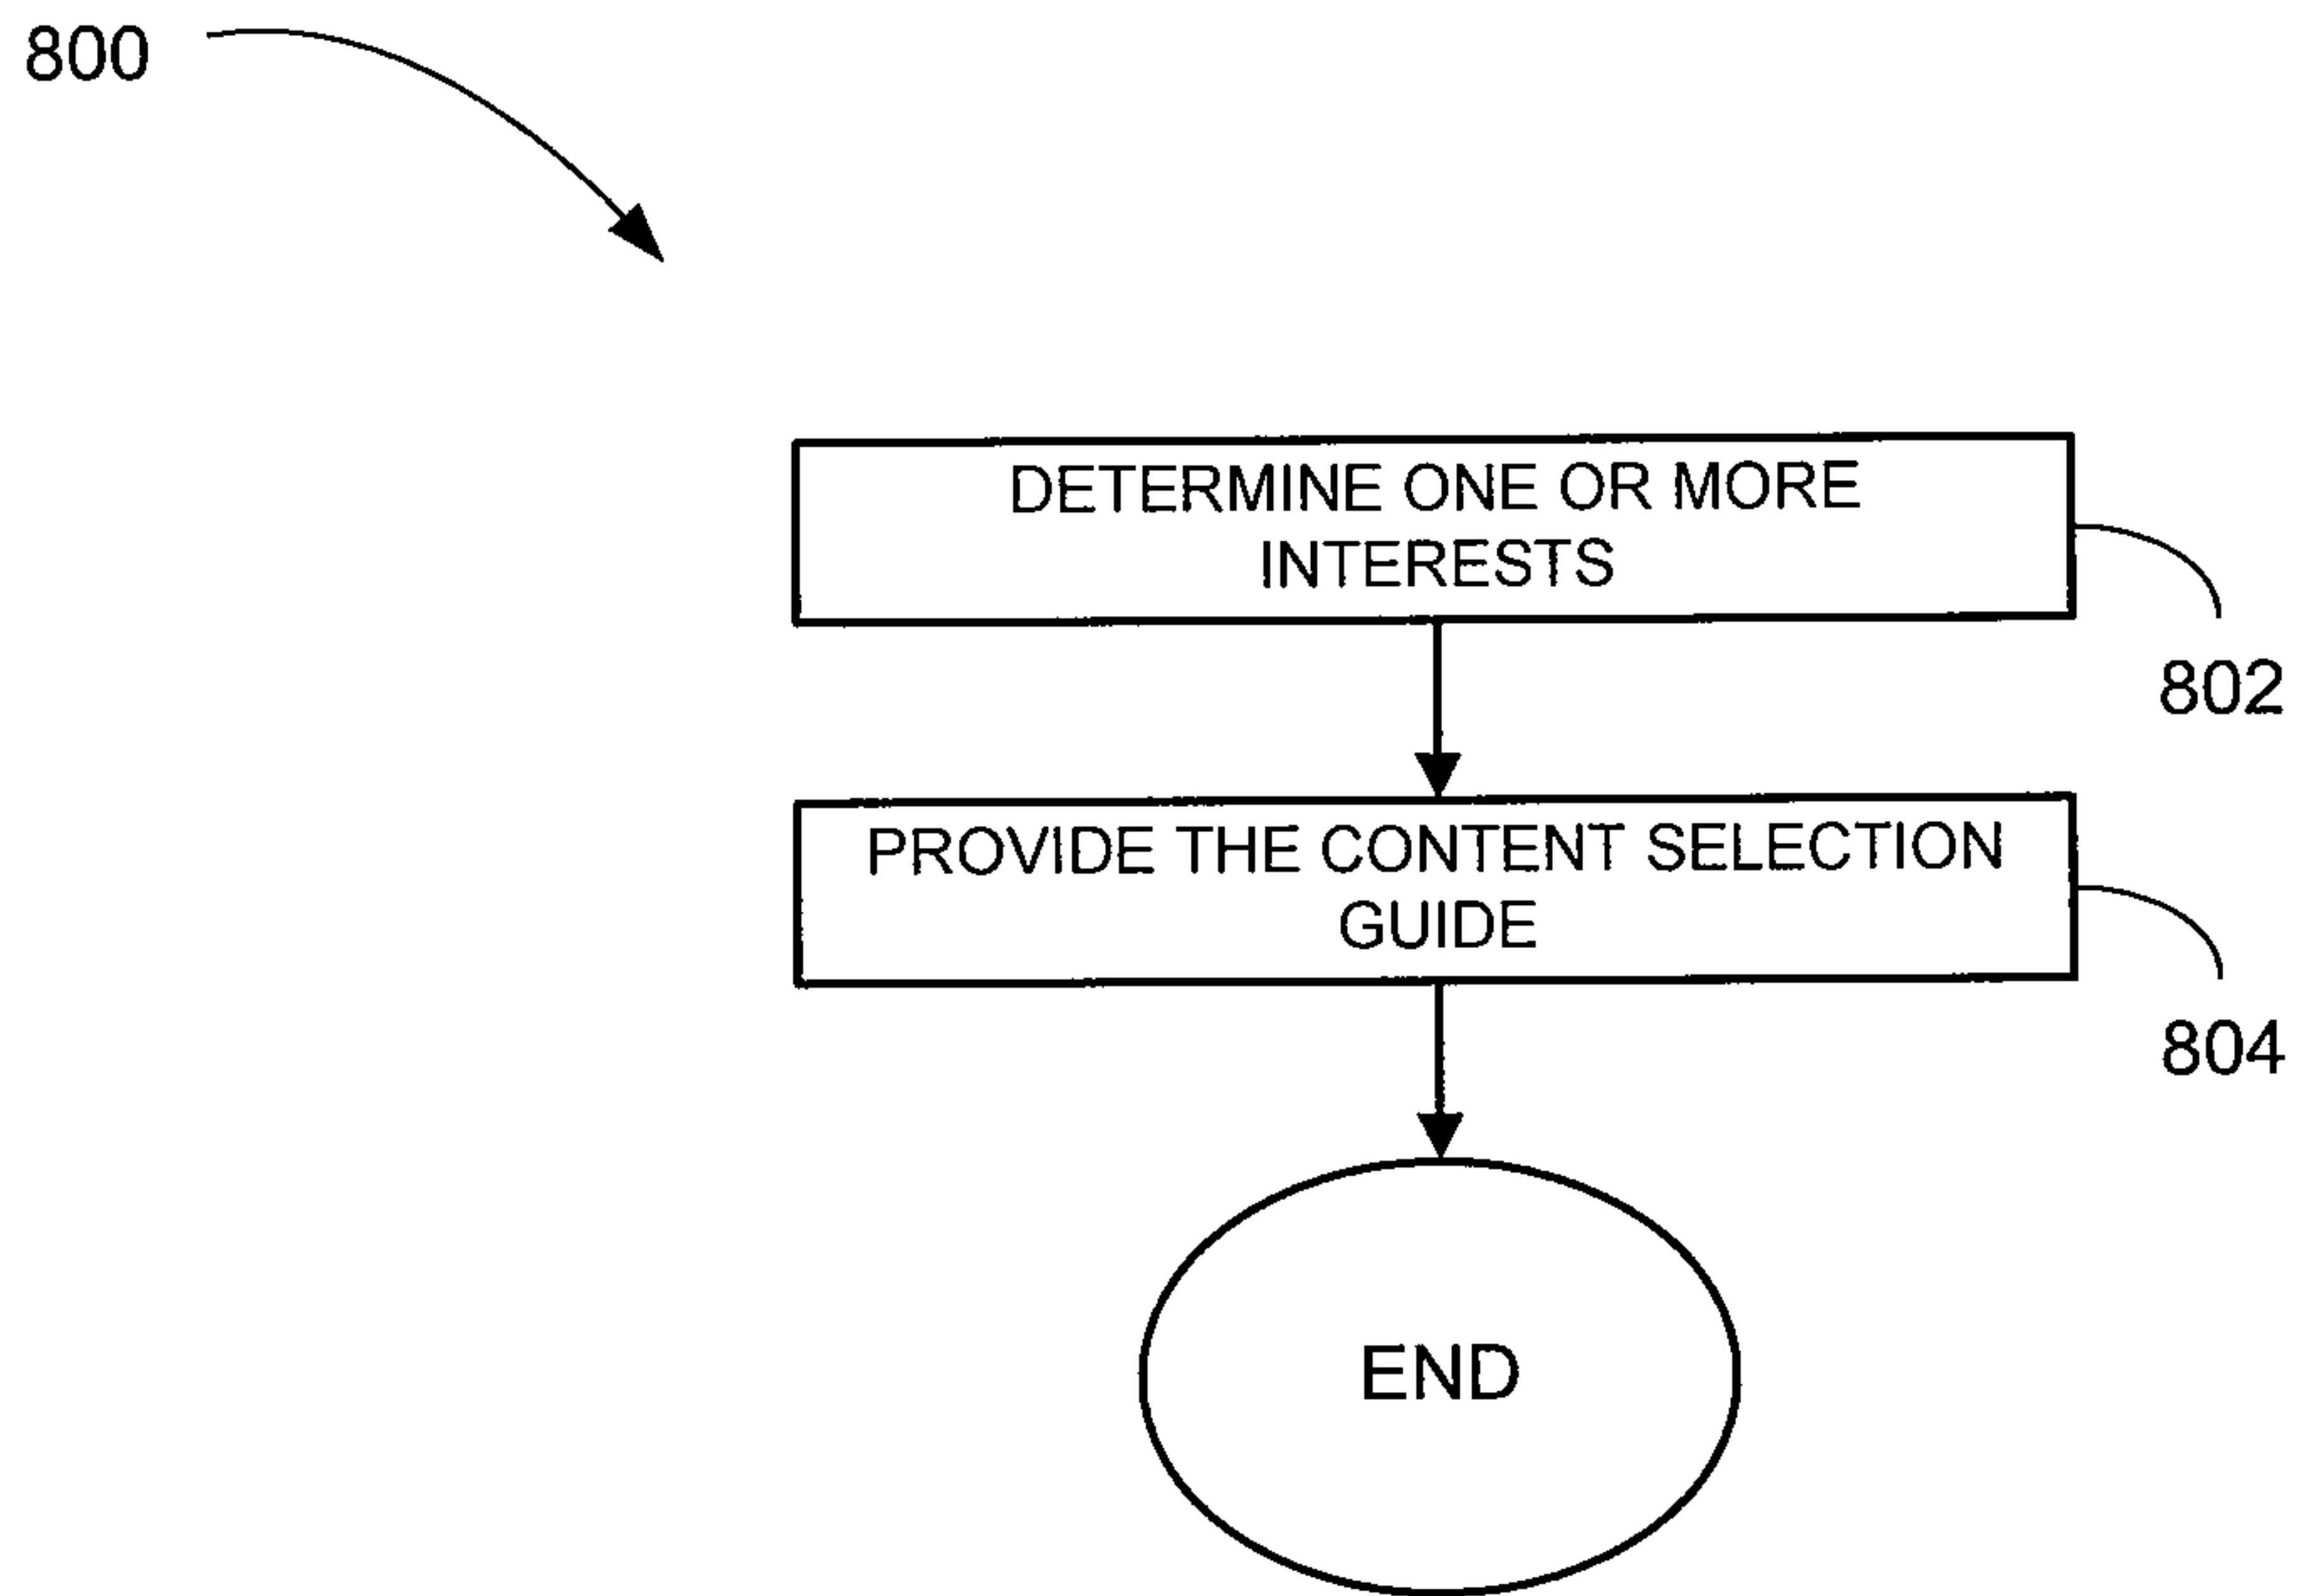 800
DETERMINE ONE OR MORE
INTERESTS
802
PROVIDE THE CONTENT SELECTION
GUIDE
804
END